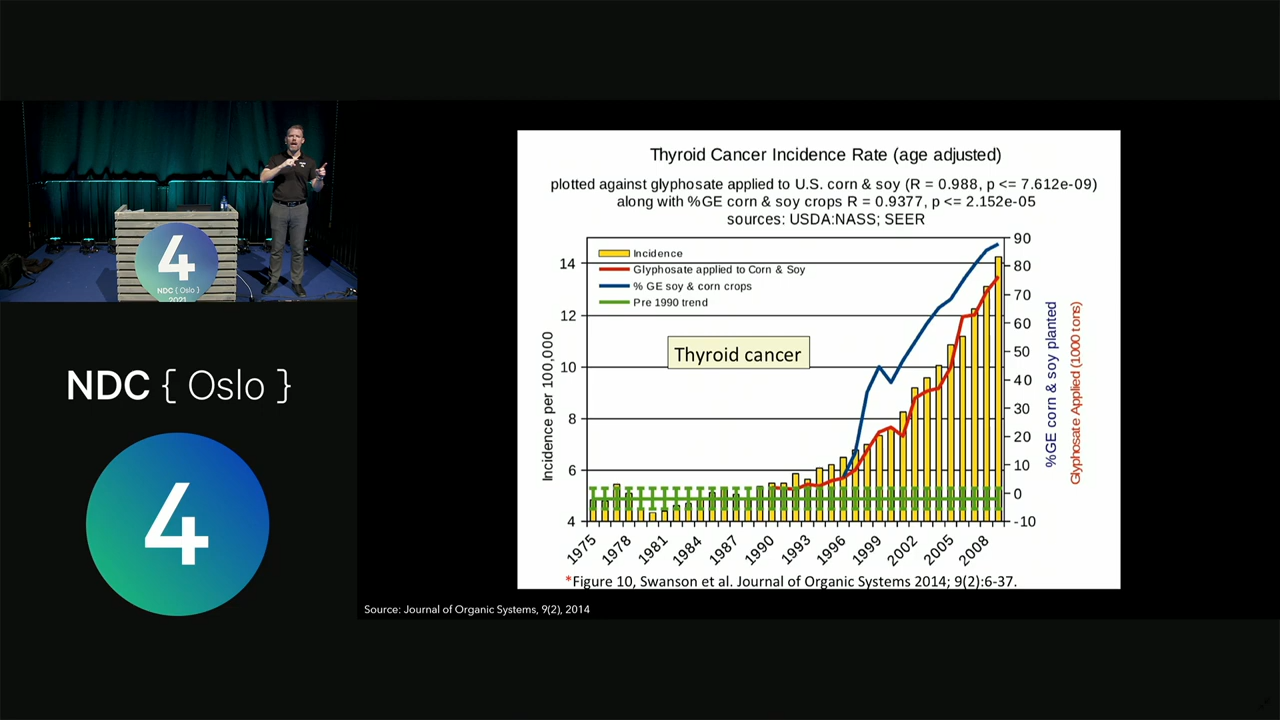 4
NDC { Oslo }
2021
NDC { Oslo }
4
Thyroid Cancer Incidence Rate (age adjusted)
plotted against glyphosate applied to U.S. corn & soy (R = 0.988, p <= 7.612e-09)
along with %GE corn & soy crops R = 0.9377, p <= 2.152e-05
sources: USDA:NASS; SEER
Incidence
Glyphosate applied to Corn & Soy
% GE soy & corn crops
Pre 1990 trend
Thyroid cancer
Incidence per 100,000
14
12
10
8
6
4
90
80
70
60
50
40
30
20
10
0
-10
%GE corn & soy planted
Glyphosate Applied (1000 tons)
1975
1978
1981
1984
1987
1990
1993
1996
1999
2002
2005
2008
*Figure 10, Swanson et al. Journal of Organic Systems 2014; 9(2):6-37.
Source: Journal of Organic Systems, 9(2), 2014